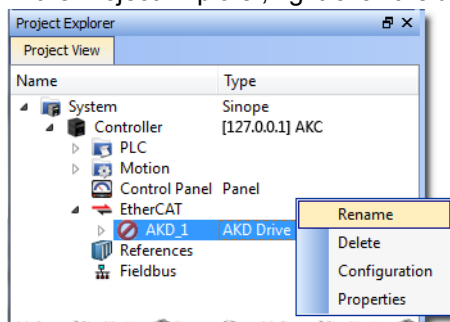 Project Explorer
Project View
Name Type
System Sinope
Controller [127.0.0.1] AKC
PLC
Motion
Control Panel Panel
EtherCAT
AKD_1 AKD Drive
References
Fieldbus
Rename
Delete
Configuration
Properties